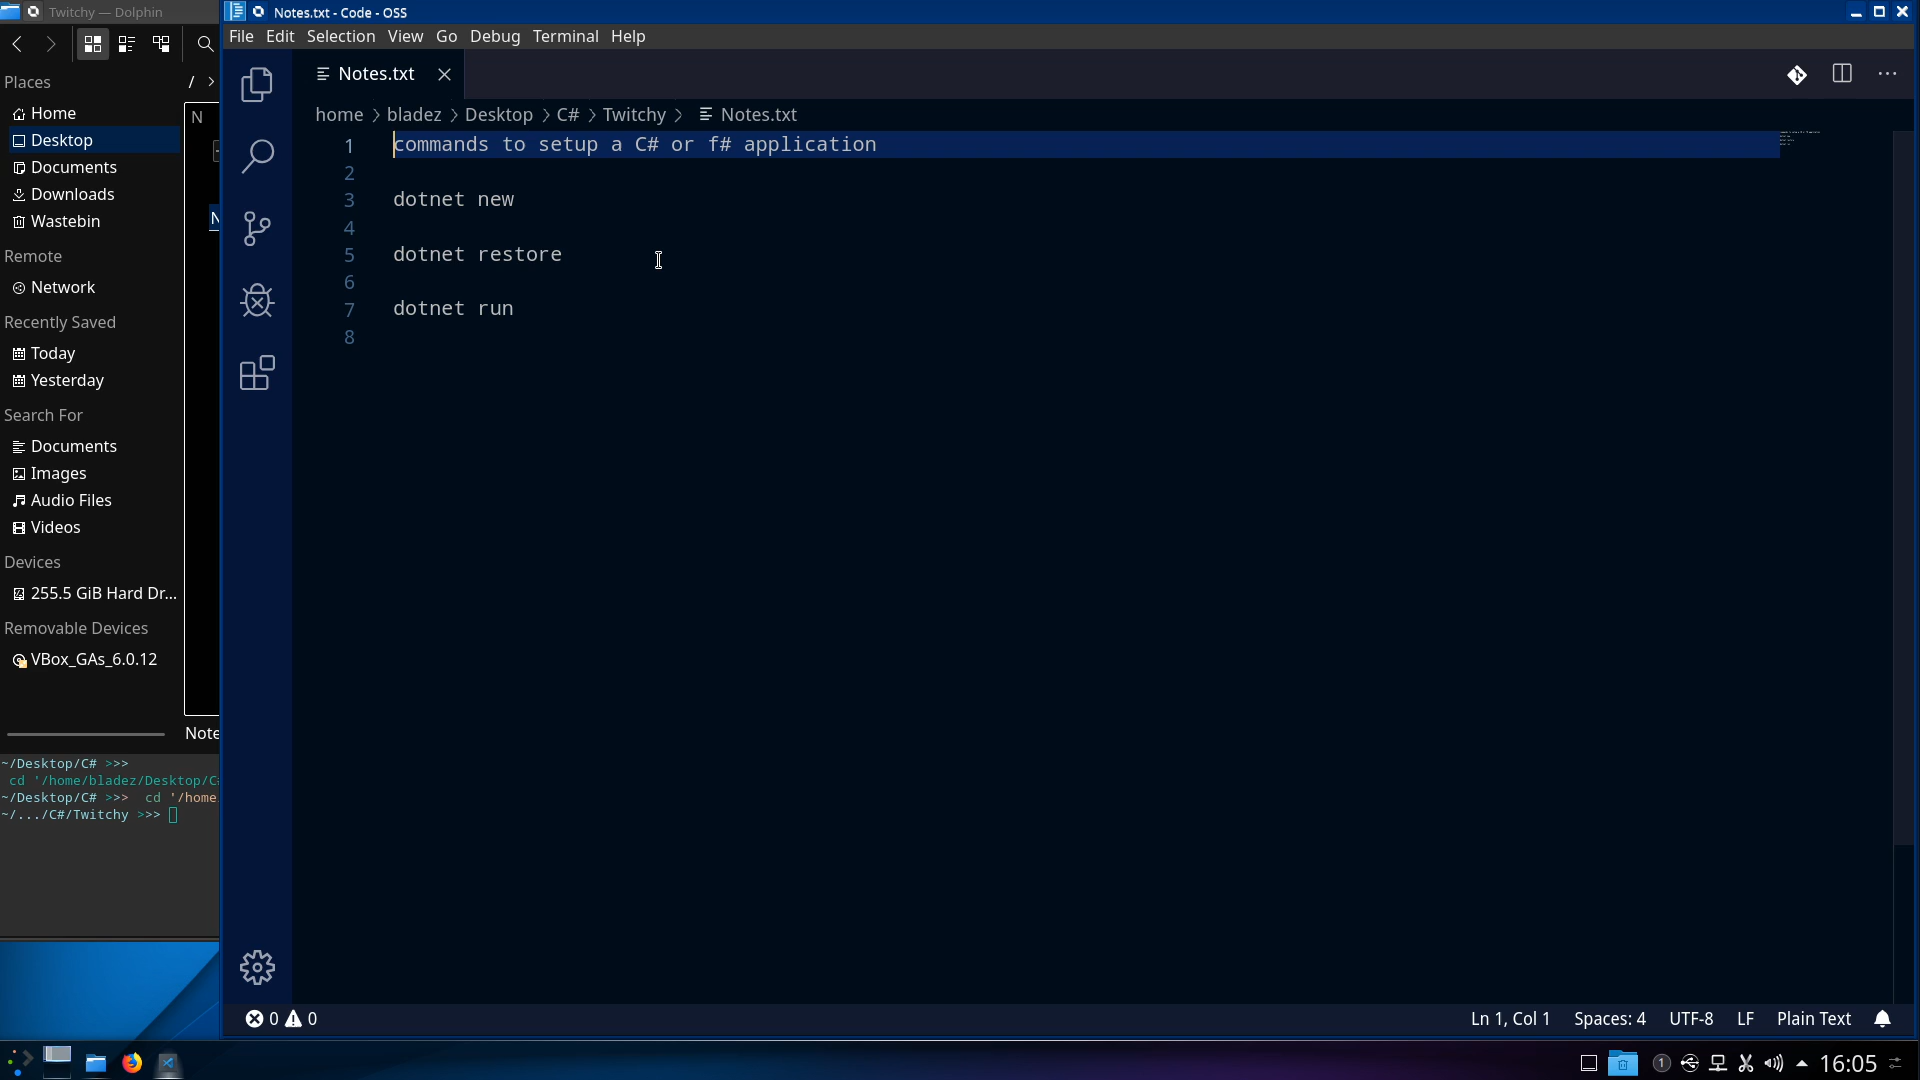 Twitchy — Dolphin
Places
Home
Desktop
Documents
Downloads
Wastebin
Remote
Network
Recently Saved
Today
Yesterday
Search For
Documents
Images
Audio Files
Videos
Devices
255.5 GiB Hard Dr...
Removable Devices
VBox_GAs_6.0.12
/ >
N
N
Note
~/Desktop/C# >>>
cd '/home/bladez/Desktop/C#
~/Desktop/C# >>> cd '/home
~/.../C#/Twitchy >>>
Notes.txt - Code - OSS
File Edit Selection View Go Debug Terminal Help
Notes.txt
home > bladez > Desktop > C# > Twitchy > Notes.txt
1 commands to setup a C# or f# application
2
3 dotnet new
4
5 dotnet restore
6
7 dotnet run
8
0 0 Ln 1, Col 1 Spaces: 4 UTF-8 LF Plain Text
1 16:05